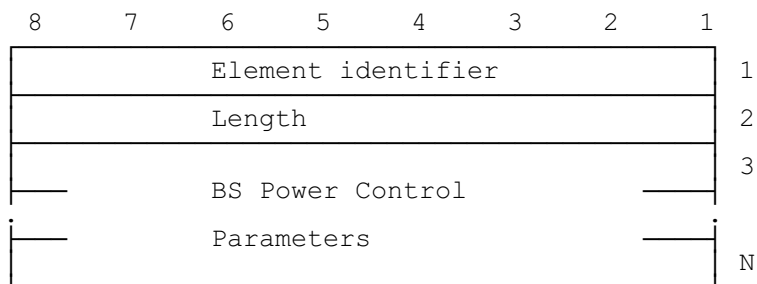 8 7 6 5 4 3 2 1
Element identifier 1
Length 2
3
BS Power Control
Parameters
N